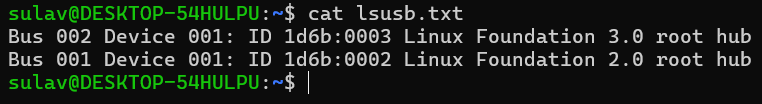 sulav@DESKTOP-54HULPU:~$ cat lsusb.txt
Bus 002 Device 001: ID 1d6b:0003 Linux Foundation 3.0 root hub
Bus 001 Device 001: ID 1d6b:0002 Linux Foundation 2.0 root hub
sulav@DESKTOP-54HULPU:~$